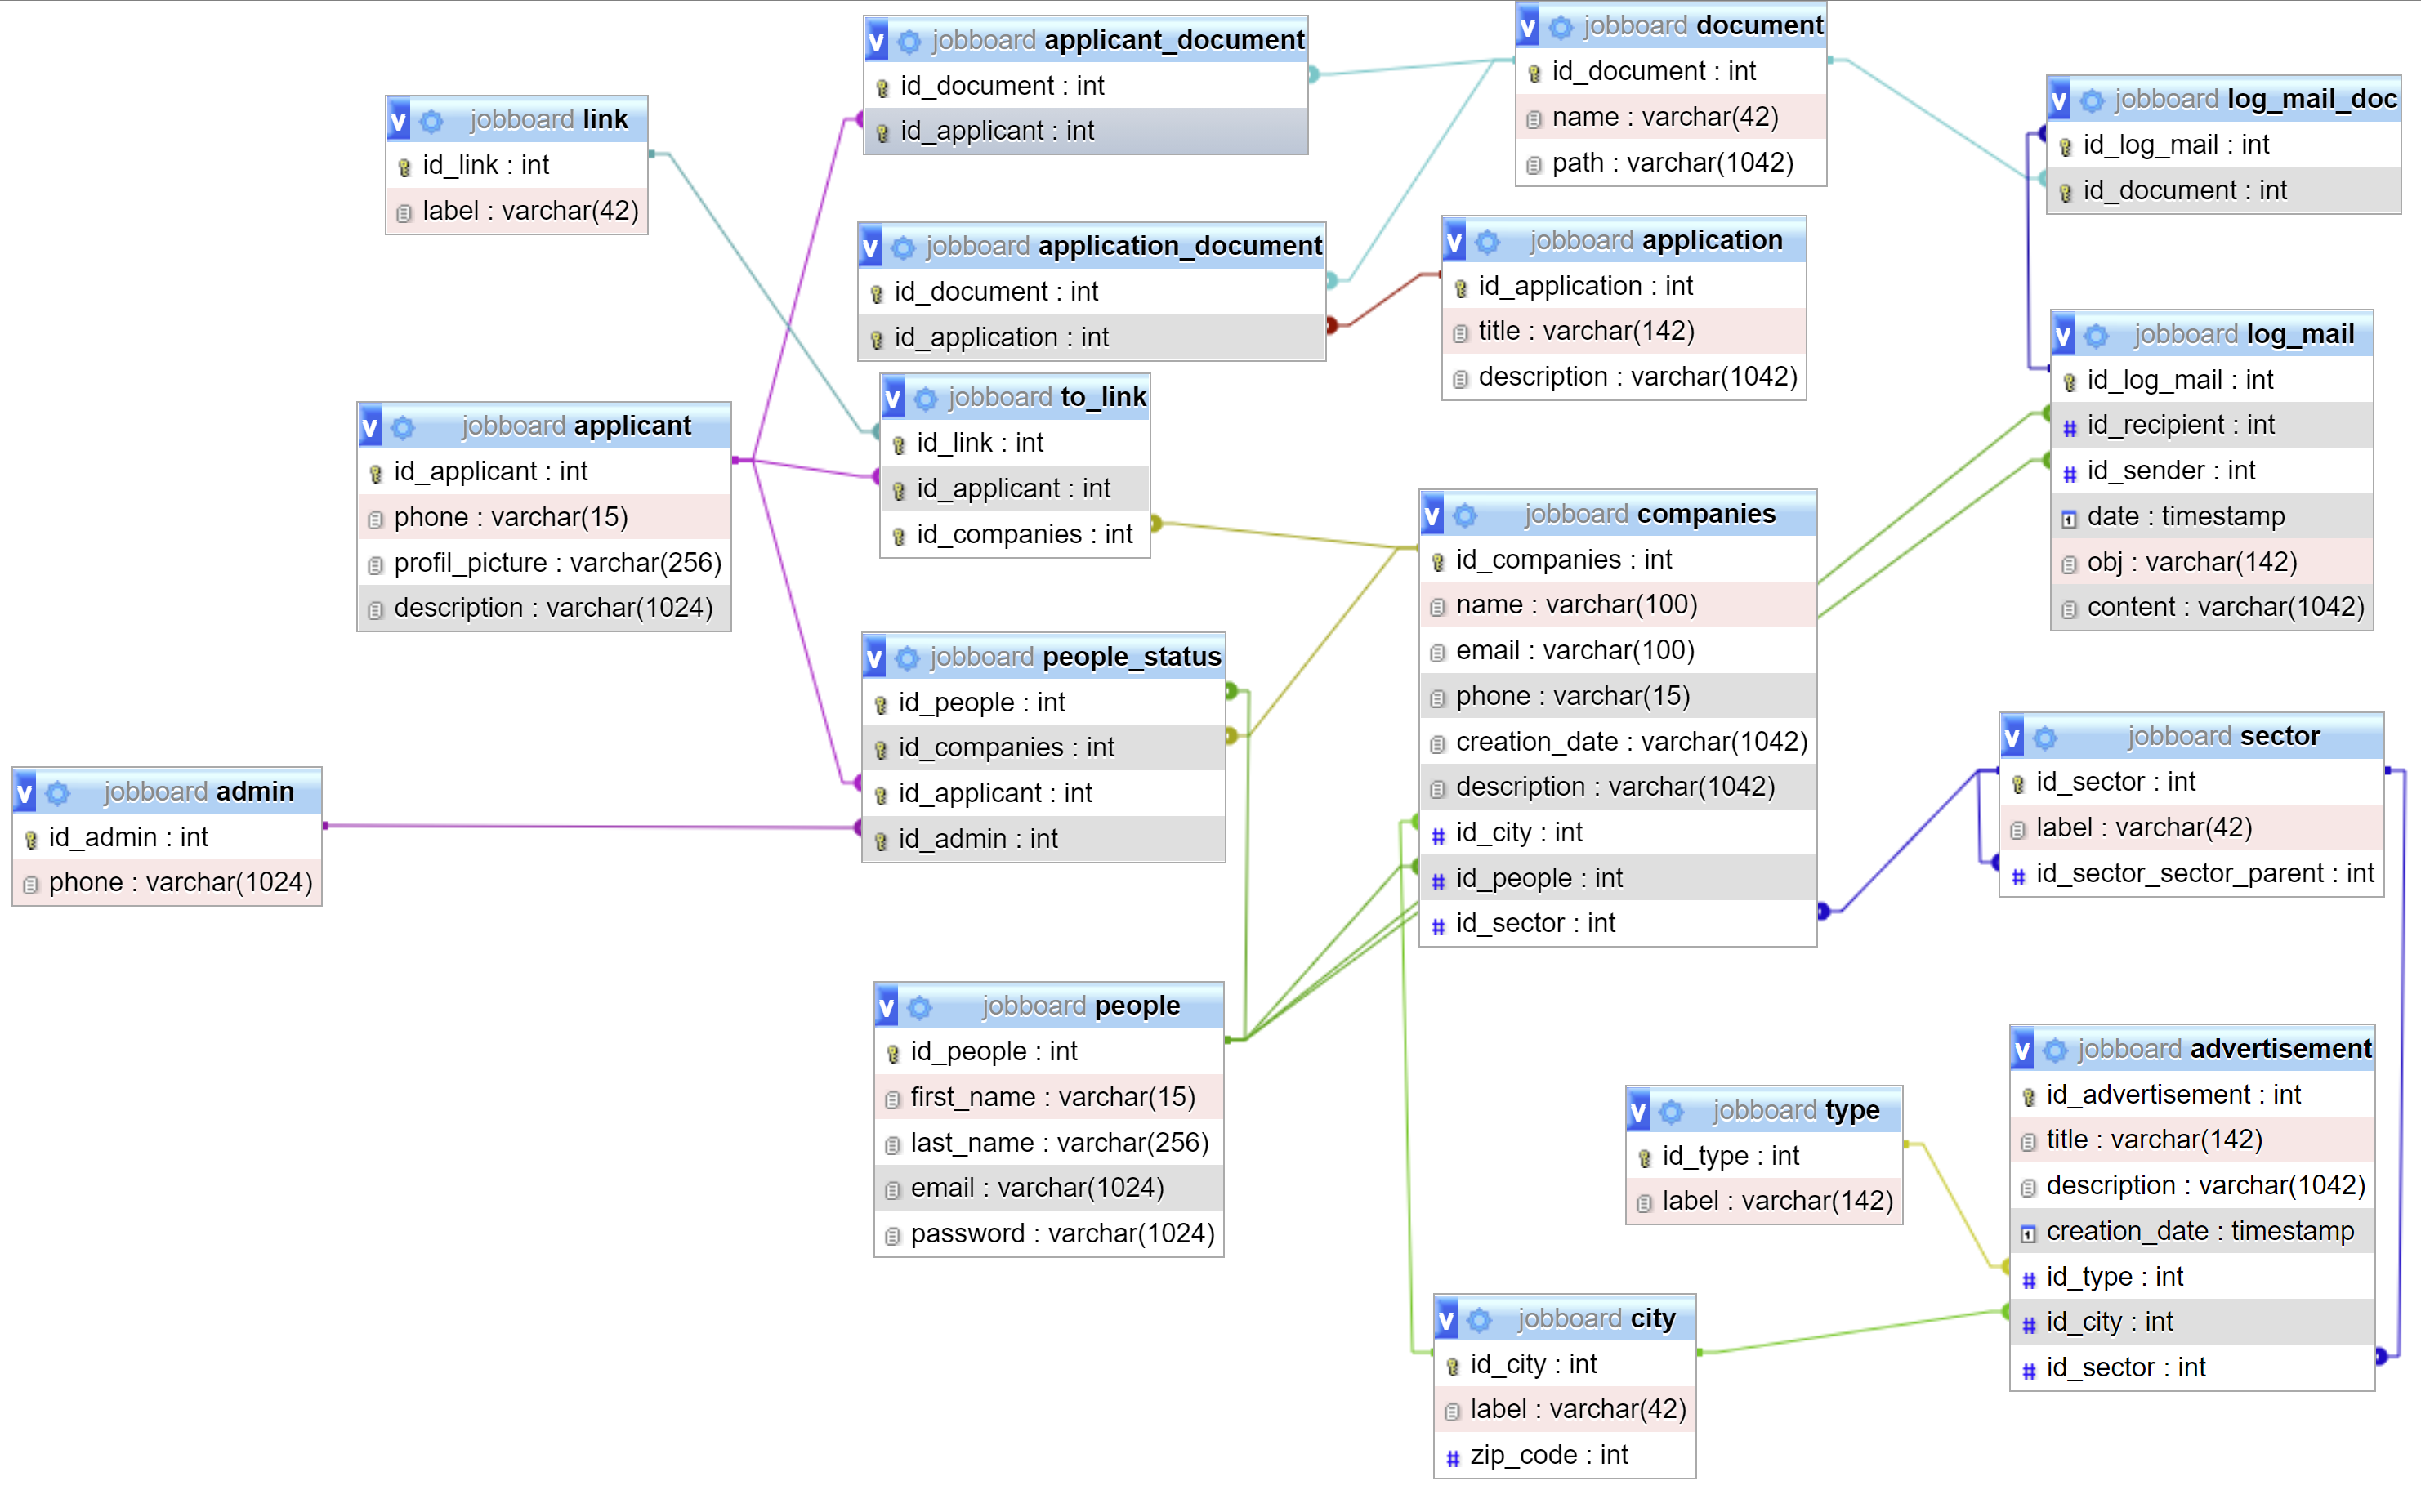 jobboard applicant_document
id_document : int
id_applicant : int
jobboard document
id_document : int
name : varchar(42)
path : varchar(1042)
jobboard log_mail_doc
id_log_mail : int
id_document : int
jobboard link
id_link : int
label : varchar(42)
jobboard application_document
id_document : int
id_application : int
jobboard application
id_application : int
title : varchar(142)
description : varchar(1042)
jobboard log_mail
id_log_mail : int
id_recipient : int
id_sender : int
date : timestamp
obj : varchar(142)
content : varchar(1042)
jobboard applicant
id_applicant : int
phone : varchar(15)
profil_picture : varchar(256)
description : varchar(1024)
jobboard to_link
id_link : int
id_applicant : int
id_companies : int
jobboard companies
id_companies : int
name : varchar(100)
email : varchar(100)
phone : varchar(15)
creation_date : varchar(1042)
description : varchar(1042)
id_city : int
id_people : int
id_sector : int
jobboard people_status
id_people : int
id_companies : int
id_applicant : int
id_admin : int
jobboard sector
id_sector : int
label : varchar(42)
id_sector_sector_parent : int
jobboard admin
id_admin : int
phone : varchar(1024)
jobboard people
id_people : int
first_name : varchar(15)
last_name : varchar(256)
email : varchar(1024)
password : varchar(1024)
jobboard type
id_type : int
label : varchar(142)
jobboard advertisement
id_advertisement : int
title : varchar(142)
description : varchar(1042)
creation_date : timestamp
id_type : int
id_city : int
id_sector : int
jobboard city
id_city : int
label : varchar(42)
zip_code : int